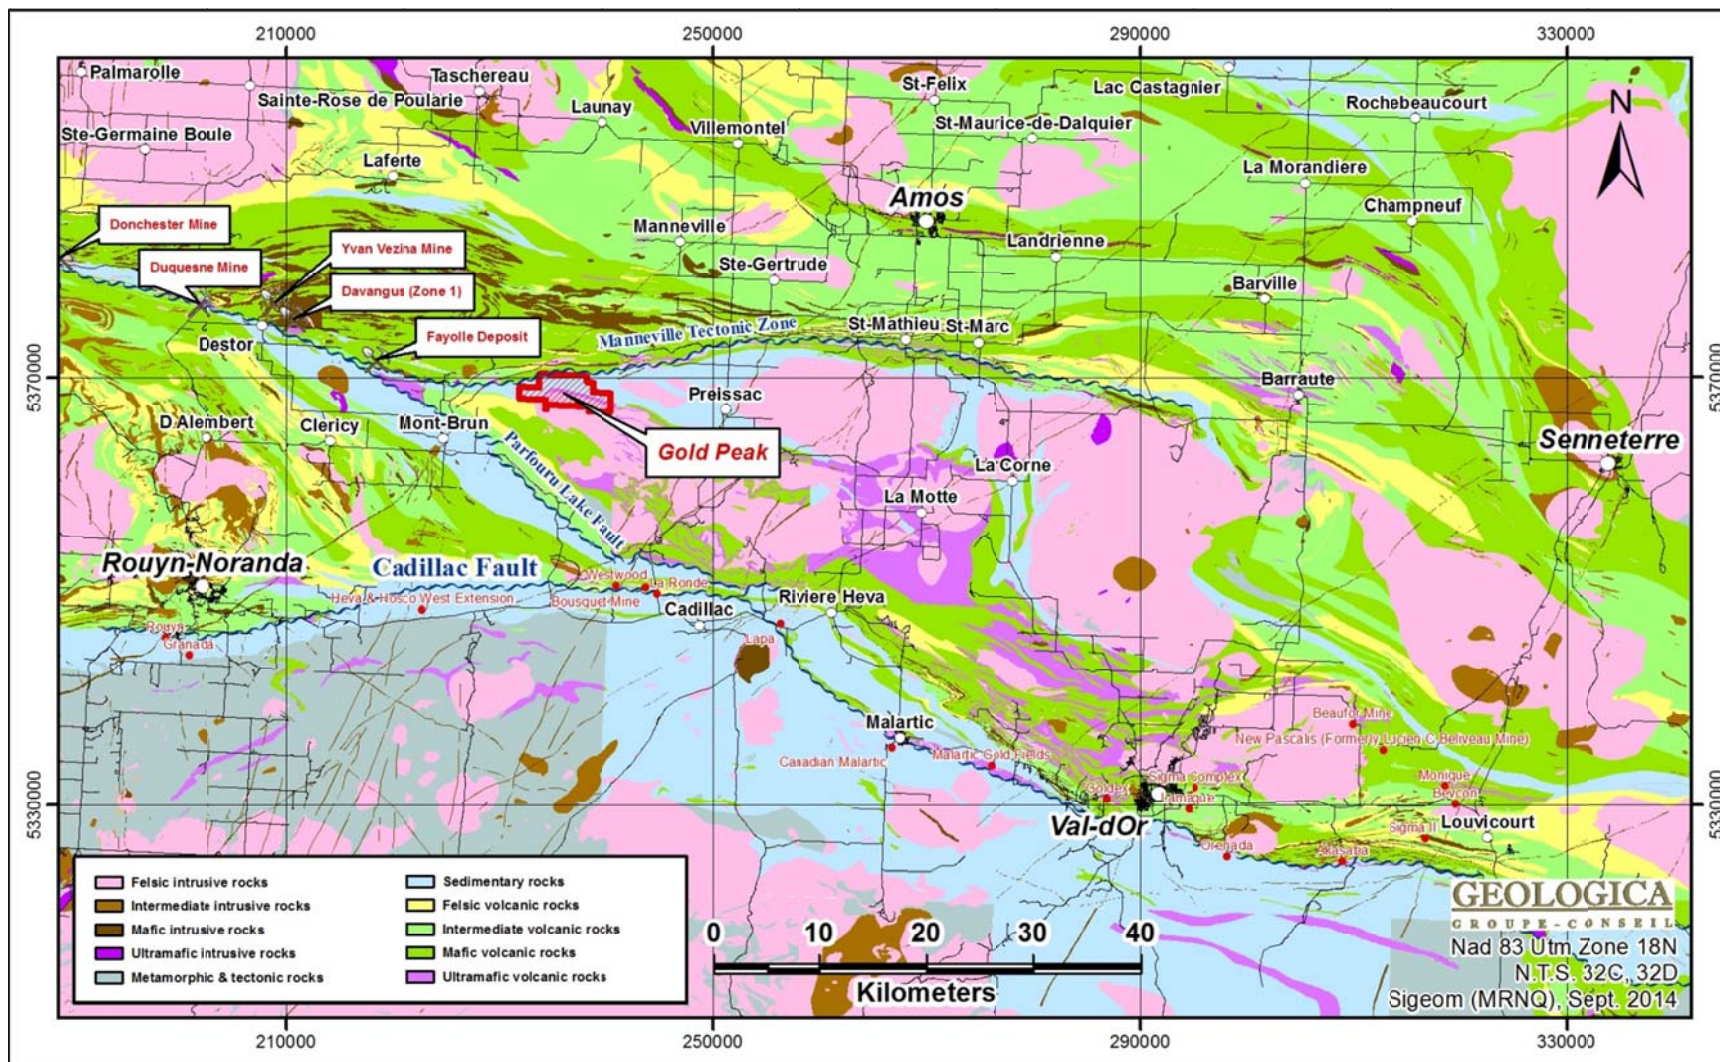 210000
250000
290000
330000
Palmarolle
Sainte-Rose de Poularie
Taschereau
Launay
St-Felix
Lac Castagnier
Rochebeaucourt
N
Ste-Germaine Boule
Laferte
Villemontel
St-Maurice-de-Dalquier
La Morandiere
Amos
Champneuf
Donchester Mine
Yvan Vezina Mine
Manneville
Landrienne
Duquesne Mine
Davangus (Zone 1)
Ste-Gertrude
Barville
Destor
Fayolle Deposit
Manneville Tectonic Zone
St-Mathieu
St-Marc
5370000
5370000
Preissac
Barraute
D Alembert
Clericy
Mont-Brun
Parfouru Lake Fault
Gold Peak
Senneterre
La Corne
La Motte
Rouyn-Noranda
Cadillac Fault
Westwood
La Ronde
Heva & Hosco West Extension
Bousquet Mine
Cadillac
Riviere Heva
Rouyn
Granada
Lapa
Malartic
Beaufor Mine
Canadian Malartic
Malartic Gold Fields
New Pascalis (Formerly Lucien C Beliveau Mine)
Sigma complex
Goldex
Lamaque
Monique
Bevcon
5330000
5330000
Val-dOr
Sigma II
Louvicourt
Orenada
Akasaba
Felsic intrusive rocks
Intermediate intrusive rocks
Mafic intrusive rocks
Ultramafic intrusive rocks
Metamorphic & tectonic rocks
Sedimentary rocks
Felsic volcanic rocks
Intermediate volcanic rocks
Mafic volcanic rocks
Ultramafic volcanic rocks
0 10 20 30 40
Kilometers
GEOLOGICA
GROUPE-CONSEIL
Nad 83 Utm Zone 18N
N.T.S. 32C, 32D
Sigeom (MRNQ), Sept. 2014
210000
250000
290000
330000